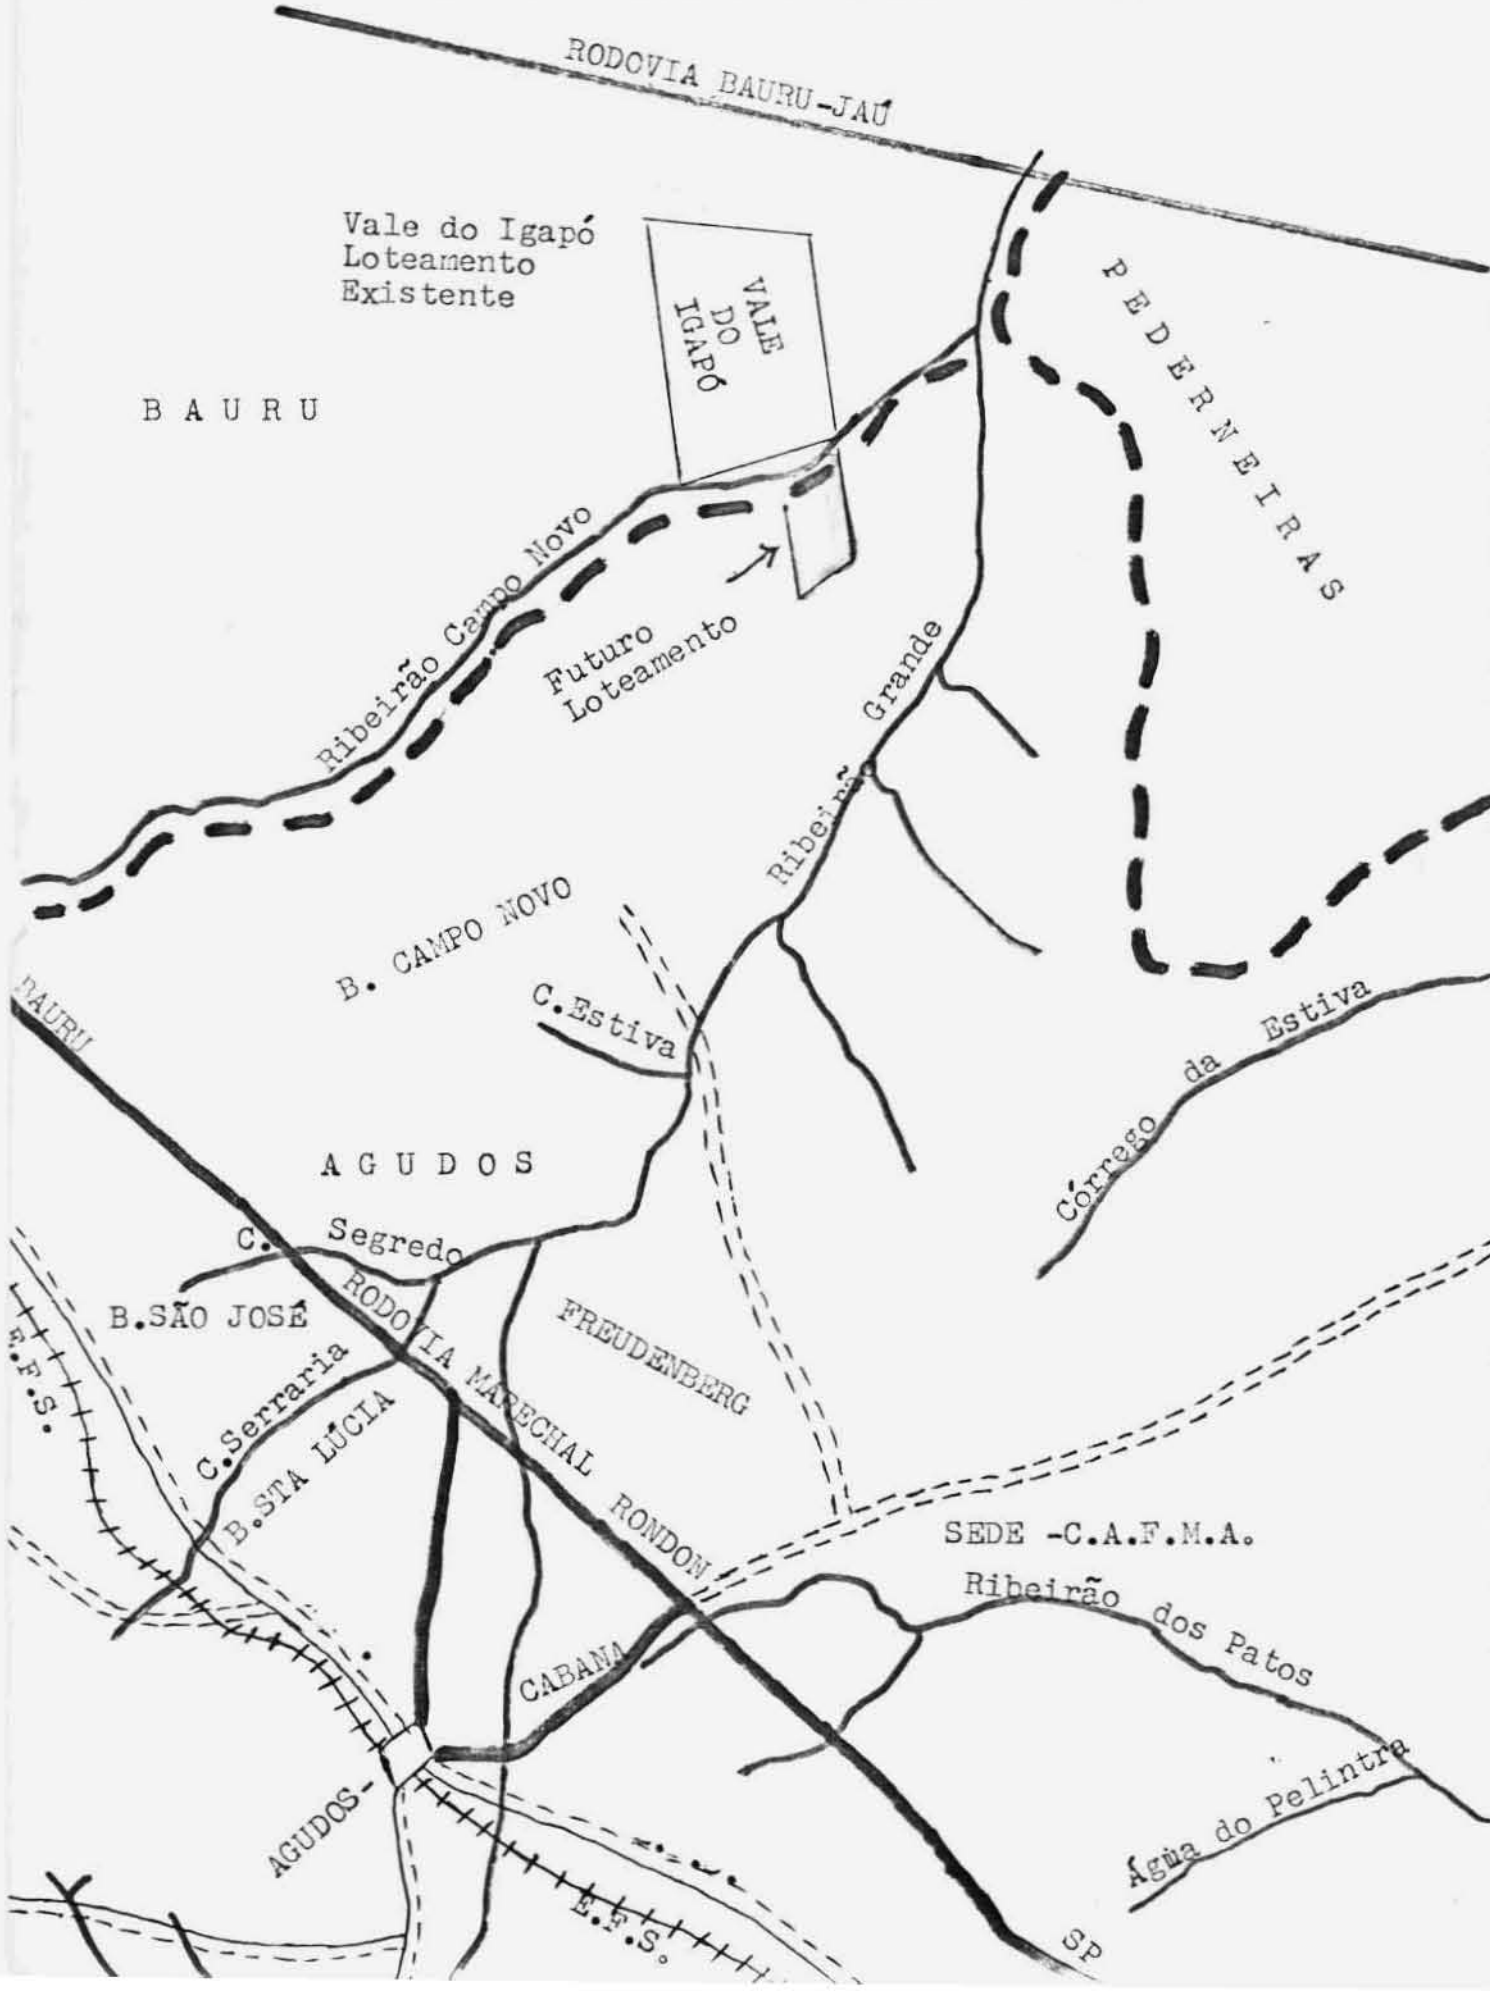 RODOVIA BAURU-JAÚ
Vale do Igapó
Loteamento
Existente
VALE
DO
IGAPÓ
PEDERNEIRAS
BAURU
Ribeirão Campo Novo
Futuro
Loteamento
Ribeirão Grande
B. CAMPO NOVO
C.Estiva
BAURU
Córrego da Estiva
AGUDOS
C. Segredo
B.SÃO JOSÉ
RODOVIA MARECHAL RONDON
FREUDENBERG
E.F.S.
C.Serraria
B.STA LÚCIA
SEDE -C.A.F.M.A.
Ribeirão dos Patos
CABANA
AGUDOS-
Água do Pelintra
E.F.S.
SP